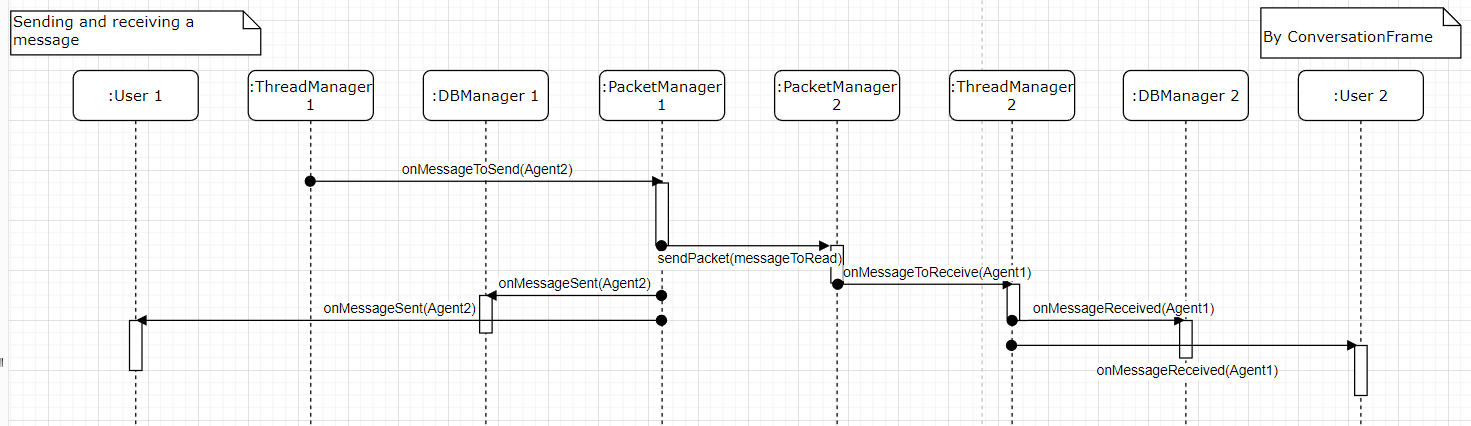 Sending and receiving a
message
By ConversationFrame
:User 1
:ThreadManager
1
:DBManager 1
:PacketManager
1
:PacketManager
2
:ThreadManager
2
:DBManager 2
:User 2
onMessageToSend(Agent2)
sendPacket(messageToRead)
onMessageToReceive(Agent1)
onMessageSent(Agent2)
onMessageSent(Agent2)
onMessageReceived(Agent1)
onMessageReceived(Agent1)